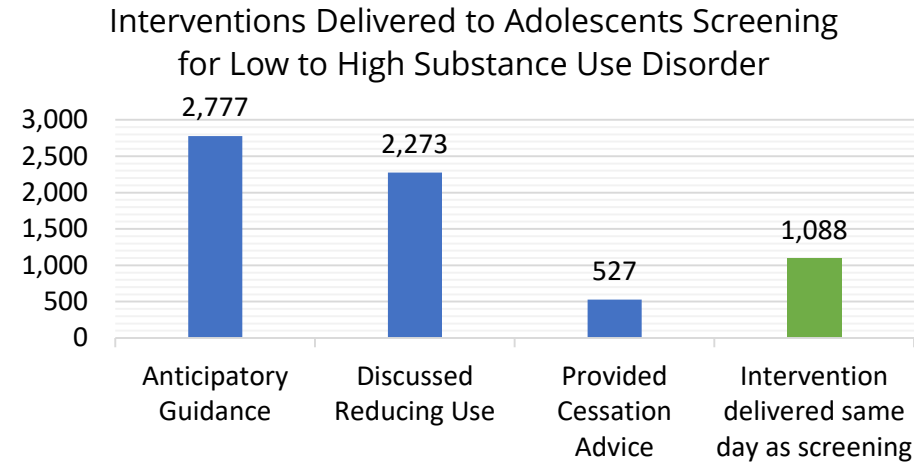 Interventions Delivered to Adolescents Screening
for Low to High Substance Use Disorder
3,000
2,500
2,000
1,500
1,000
500
0
2,777
2,273
527
1,088
Anticipatory
Guidance
Discussed
Reducing Use
Provided
Cessation
Advice
Intervention
delivered same
day as screening